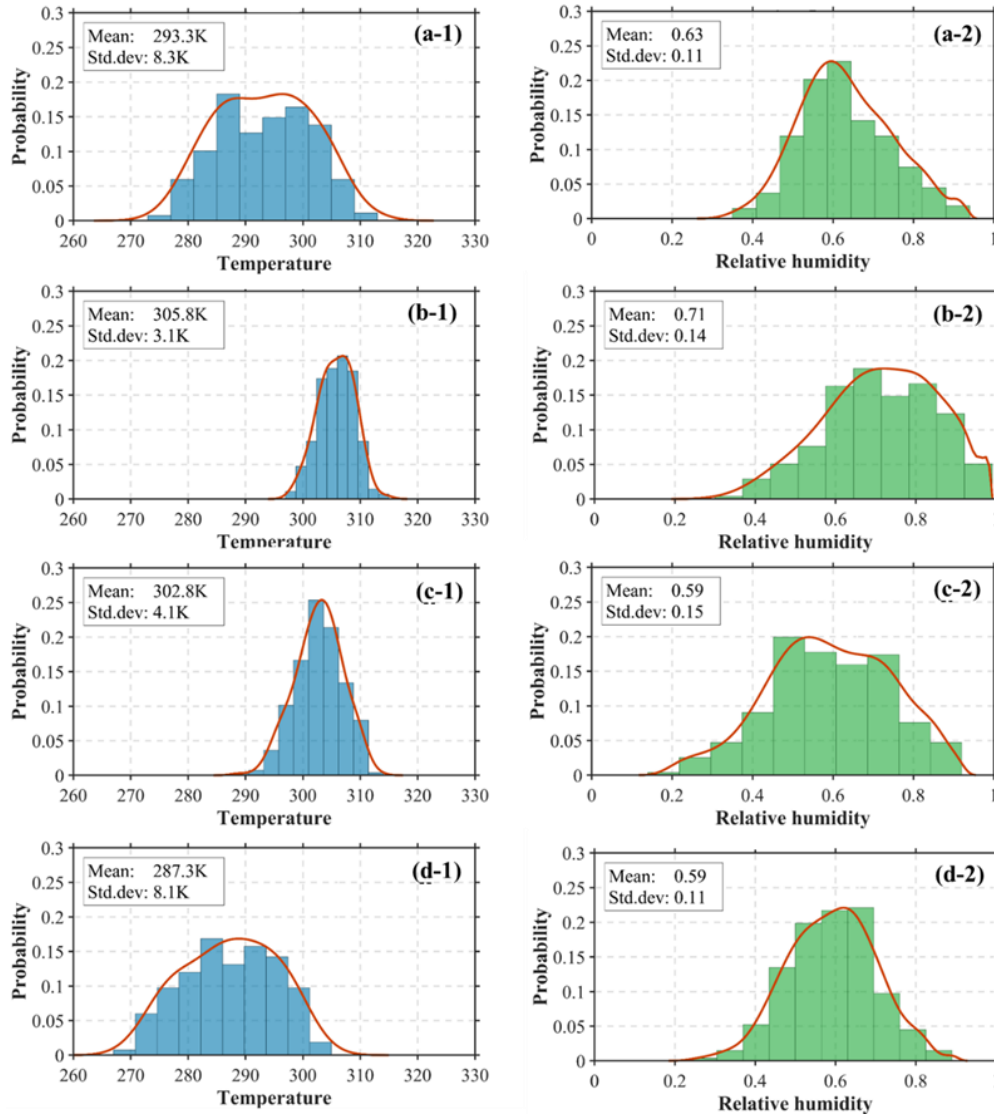 0.3
0.25
0.2
0.15
0.1
0.05
0
Probability
Mean: 293.3K
Std.dev: 8.3K
(a-1)
260 270 280 290 300 310 320 330
Temperature
0.3
0.25
0.2
0.15
0.1
0.05
0
Probability
Mean: 0.63
Std.dev: 0.11
(a-2)
0 0.2 0.4 0.6 0.8 1
Relative humidity
0.3
0.25
0.2
0.15
0.1
0.05
0
Probability
Mean: 305.8K
Std.dev: 3.1K
(b-1)
260 270 280 290 300 310 320 330
Temperature
0.3
0.25
0.2
0.15
0.1
0.05
0
Probability
Mean: 0.71
Std.dev: 0.14
(b-2)
0 0.2 0.4 0.6 0.8 1
Relative humidity
0.3
0.25
0.2
0.15
0.1
0.05
0
Probability
Mean: 302.8K
Std.dev: 4.1K
(c-1)
260 270 280 290 300 310 320 330
Temperature
0.3
0.25
0.2
0.15
0.1
0.05
0
Probability
Mean: 0.59
Std.dev: 0.15
(c-2)
0 0.2 0.4 0.6 0.8 1
Relative humidity
0.3
0.25
0.2
0.15
0.1
0.05
0
Probability
Mean: 287.3K
Std.dev: 8.1K
(d-1)
260 270 280 290 300 310 320 330
Temperature
0.3
0.25
0.2
0.15
0.1
0.05
0
Probability
Mean: 0.59
Std.dev: 0.11
(d-2)
0 0.2 0.4 0.6 0.8 1
Relative humidity